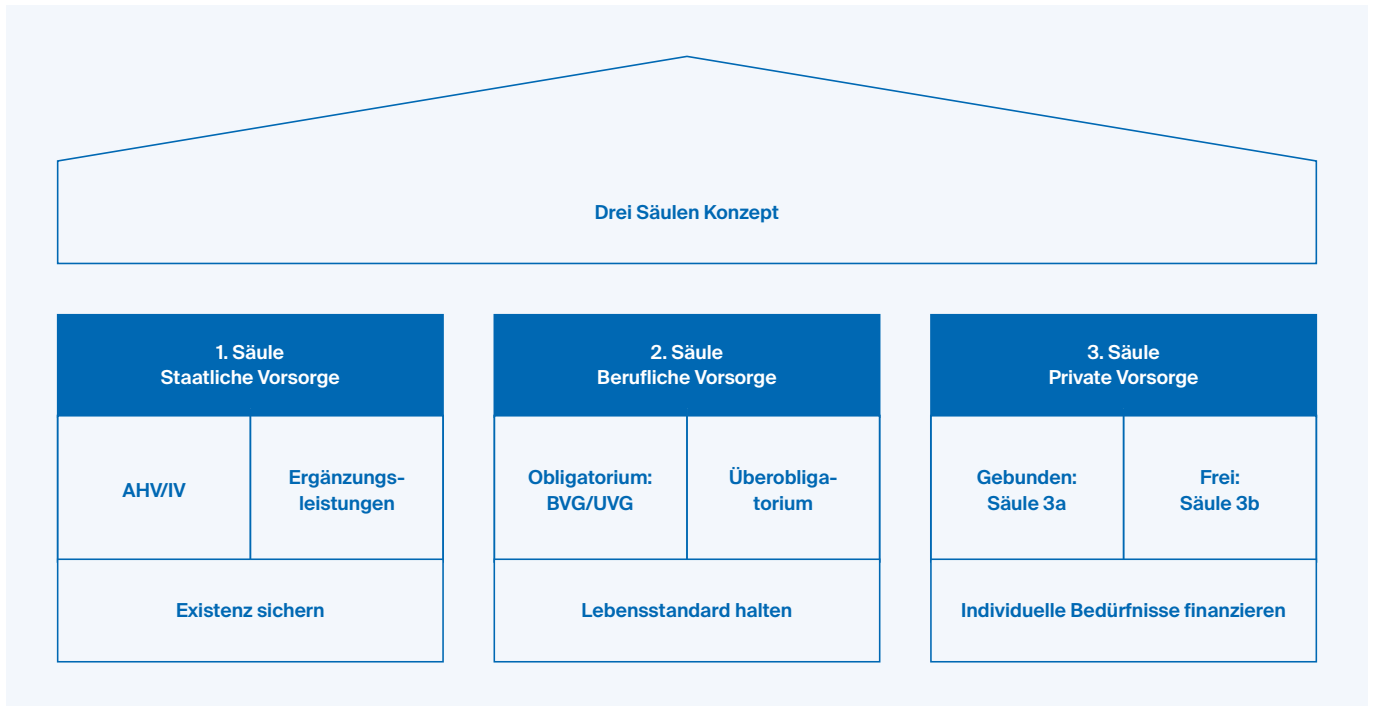 Drei Säulen Konzept
1. Säule
Staatliche Vorsorge
AHV/IV
Ergänzungs-
leistungen
Existenz sichern
2. Säule
Berufliche Vorsorge
Obligatorium:
BVG/UVG
Überobliga-
torium
Lebensstandard halten
3. Säule
Private Vorsorge
Gebunden:
Säule 3a
Frei:
Säule 3b
Individuelle Bedürfnisse finanzieren